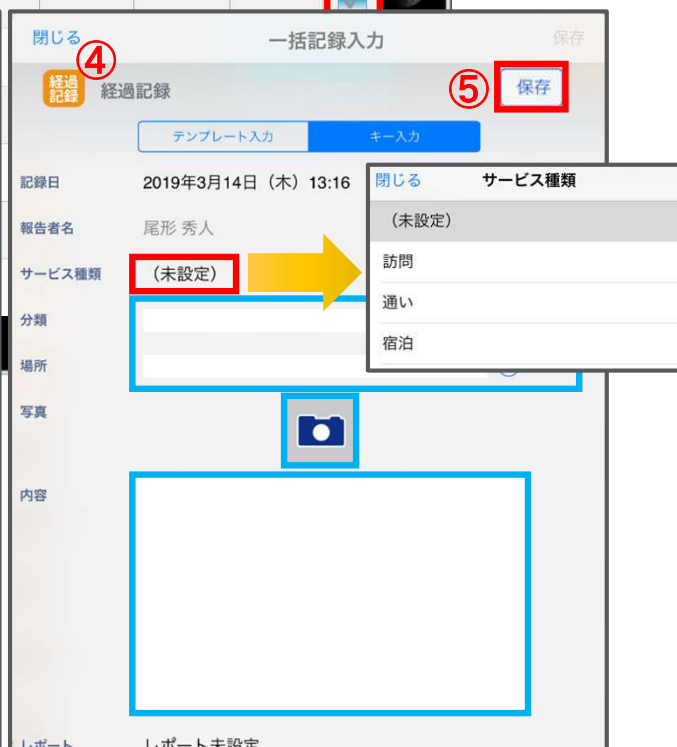 閉じる
一括記録入力
保存
④
経過
記録
経過記録
⑤
保存
テンプレート入力
キー入力
記録日
2019年3月14日（木）13:16
報告者名
尾形 秀人
サービス種類
（未設定）
分類
場所
写真
内容
レポート
レポート未設定
閉じる
サービス種類
（未設定）
訪問
通い
宿泊